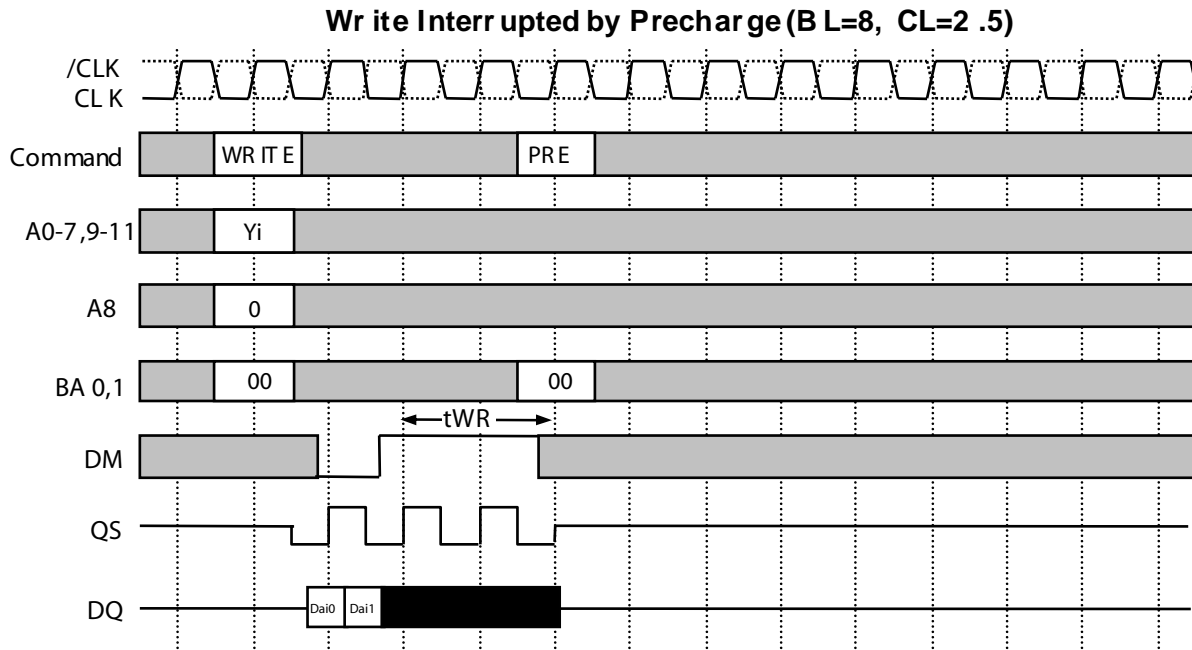 Wr ite Interr upted by Precharge (B L=8, CL=2 .5)
/CLK
CL K
Command WR IT E PR E
A0-7,9-11 Yi
A8 0
BA 0,1 00 00
tWR
DM
QS
DQ Dai0 Dai1